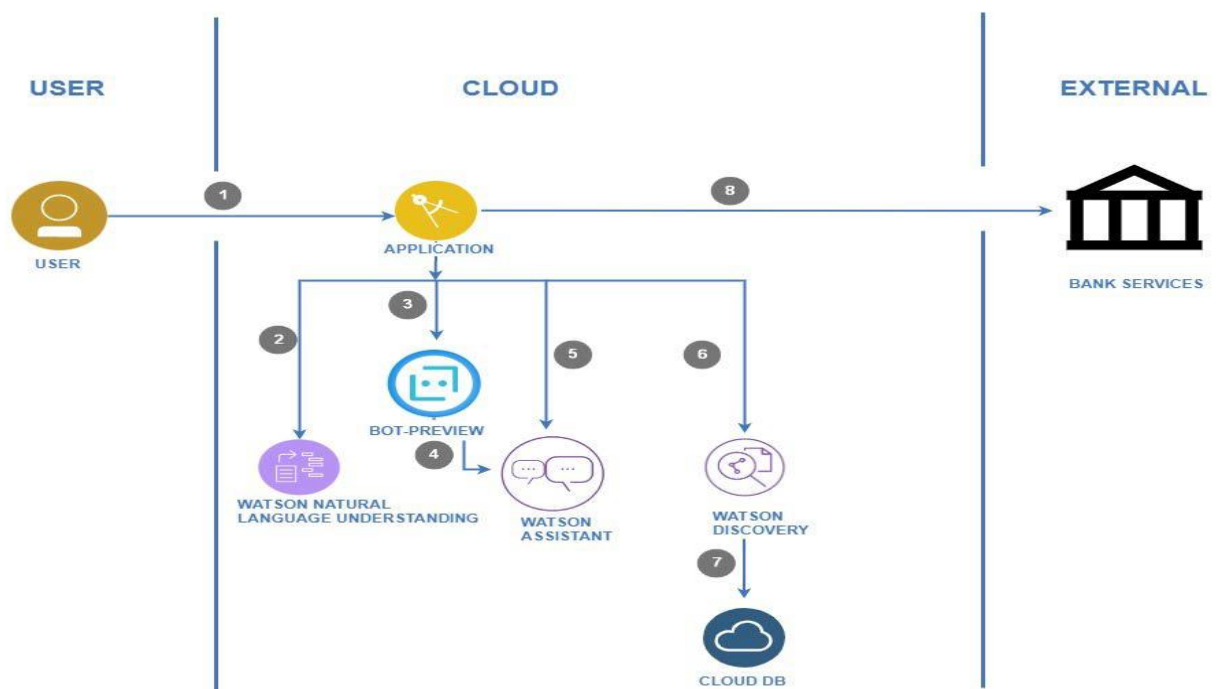 USER
CLOUD
EXTERNAL
1
8
USER
APPLICATION
BANK SERVICES
3
2
5
6
BOT-PREVIEW
4
WATSON NATURAL
LANGUAGE UNDERSTANDING
WATSON
ASSISTANT
WATSON
DISCOVERY
7
CLOUD DB